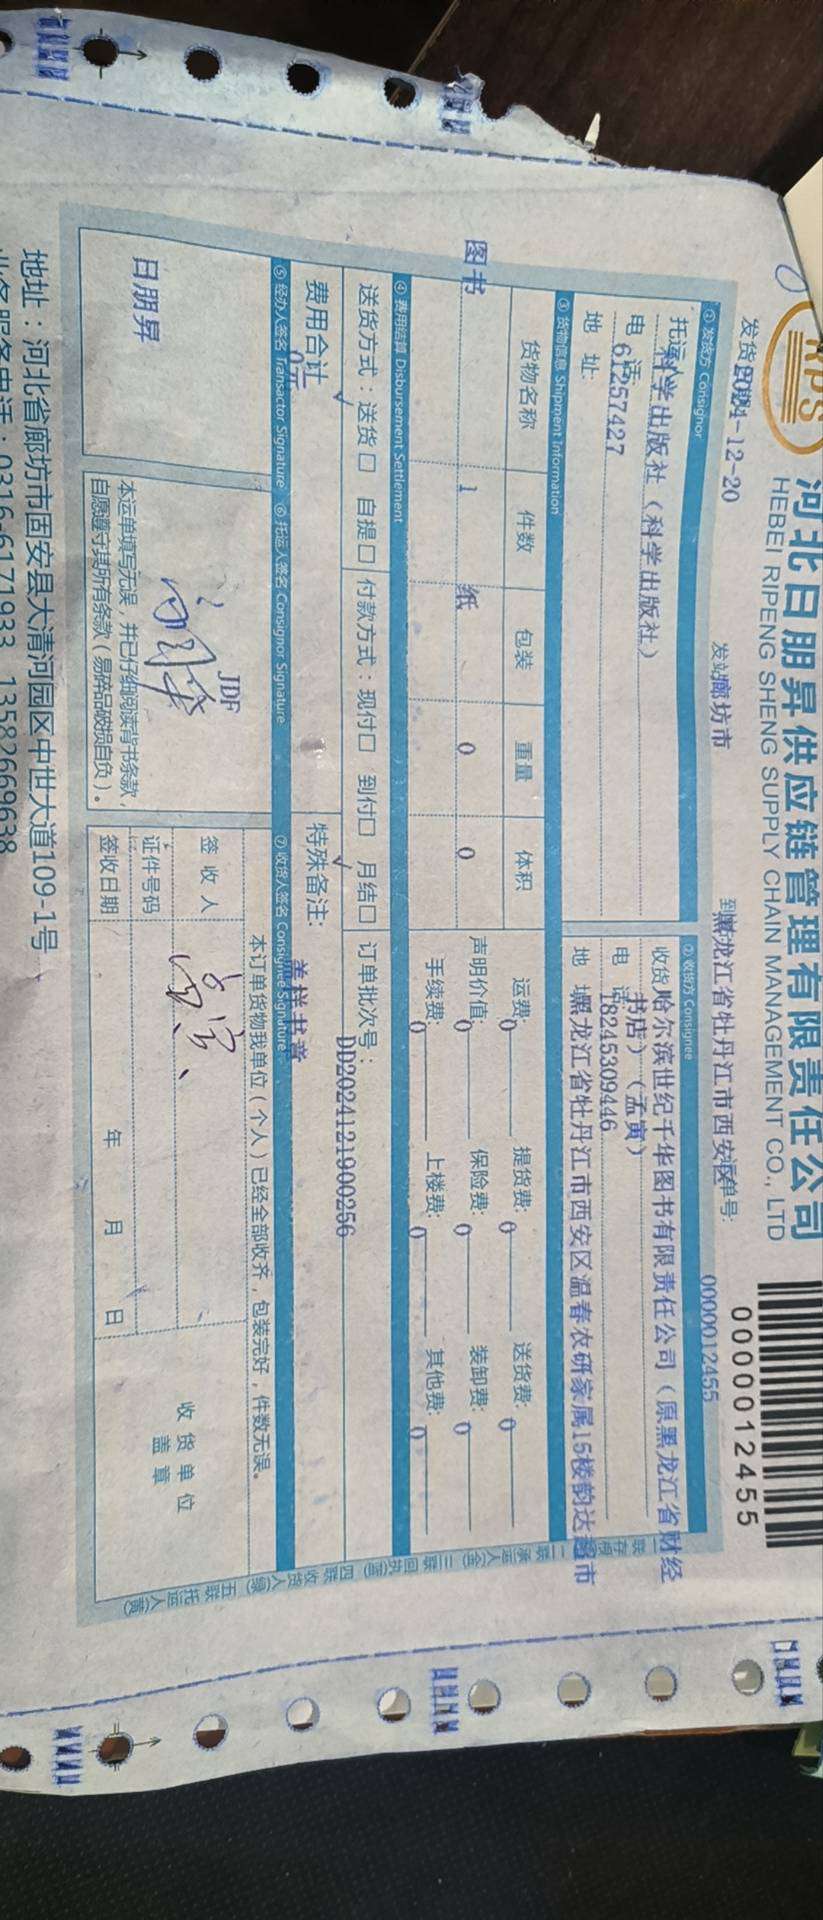 RPS
河北日朋昇供应链管理有限责任公司
HEBEI RIPENG SHENG SUPPLY CHAIN MANAGEMENT CO., LTD
0000012455
发货 2024-12-20
发站 廊坊市
到 黑龙江省牡丹江市西安区
运单号: 0000012455
① 发货方 Consignor
② 收货方 Consignee
托运 科学出版社（科学出版社）
收货 哈尔滨世纪千华图书有限责任公司（原黑龙江省财经
书店）（孟寅）
电 话: 61257427
电 话 18245309446
地 址:
地 黑龙江省牡丹江市西安区温春农研家属15楼韵达超市
③ 货物信息 Shipment Information
货物名称 件数 包装 重量 体积
图书 1 纸 0 0
运费: 0 提货费: 0 送货费: 0
声明价值: 0 保险费: 0 装卸费: 0
手续费: 0 上楼费: 0 其他费: 0
④ 费用结算 Disbursement Settlement
送货方式：送货□ 自提□ 付款方式：现付□ 到付□ 月结□ 订单批次号：
DD20241219000256
费用合计 0元
特殊备注:
盖样书章
⑤ 经办人签名 Transactor Signature ⑥ 托运人签名 Consignor Signature ⑦ 收货人签名 Consignee Signature
本订单货物我单位（个人）已经全部收齐，包装完好，件数无误。
日朋昇
JDF
签 收 人
证件号码
签收日期 年 月 日
收 货 单 位
盖 章
本运单填写无误，并已仔细阅读背书条款，
自愿遵守其所有条款（易碎品破损自负）。
地址：河北省廊坊市固安县大清河园区中世大道109-1号
业务服务电话：0316-6171933 13582669638